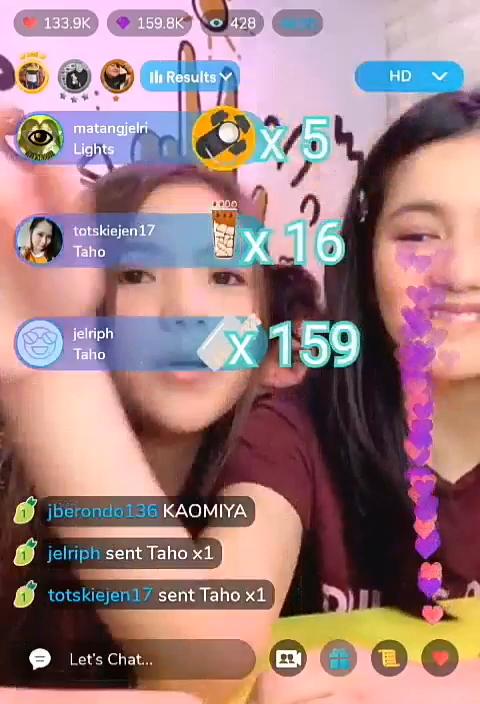 133.9K
159.8K
428
Results
HD
matangjelri
Lights
x 5
totskiejen17
Taho
x 16
jelriph
Taho
x 159
jberondo136 KAOMIYA
jelriph sent Taho x1
totskiejen17 sent Taho x1
Let's Chat...